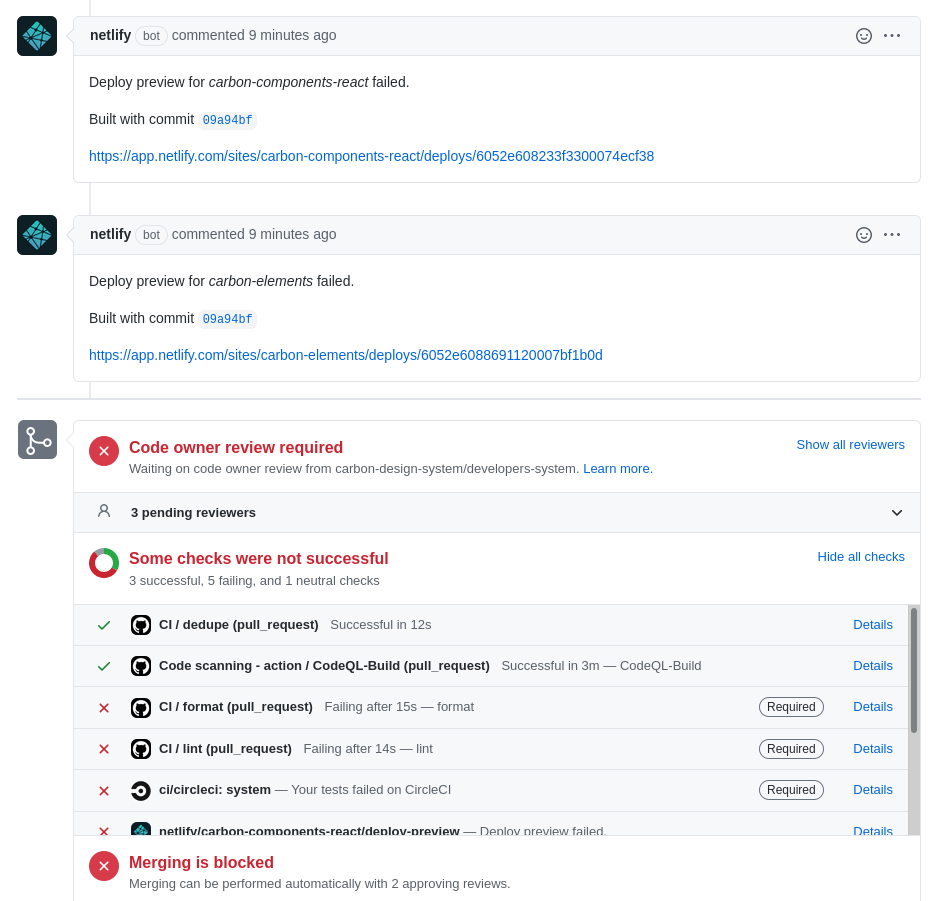 netlify bot commented 9 minutes ago
Deploy preview for carbon-components-react failed.
Built with commit 09a94bf
https://app.netlify.com/sites/carbon-components-react/deploys/6052e608233f3300074ecf38
netlify bot commented 9 minutes ago
Deploy preview for carbon-elements failed.
Built with commit 09a94bf
https://app.netlify.com/sites/carbon-elements/deploys/6052e6088691120007bf1b0d
Code owner review required
Show all reviewers
Waiting on code owner review from carbon-design-system/developers-system. Learn more.
3 pending reviewers
Some checks were not successful
Hide all checks
3 successful, 5 failing, and 1 neutral checks
CI / dedupe (pull_request) Successful in 12s Details
Code scanning - action / CodeQL-Build (pull_request) Successful in 3m — CodeQL-Build Details
CI / format (pull_request) Failing after 15s — format Required Details
CI / lint (pull_request) Failing after 14s — lint Required Details
ci/circleci: system — Your tests failed on CircleCI Required Details
netlify/carbon-components-react/deploy-preview — Deploy preview failed. Details
Merging is blocked
Merging can be performed automatically with 2 approving reviews.